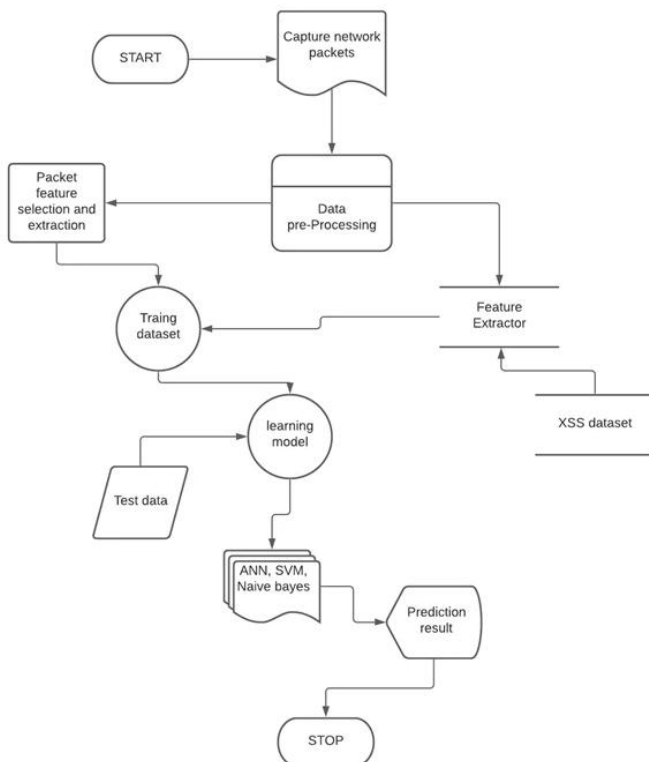 START
Capture network
packets
Packet
feature
selection and
extraction
Data
pre-Processing
Traing
dataset
Feature
Extractor
learning
model
XSS dataset
Test data
ANN, SVM,
Naive bayes
Prediction
result
STOP